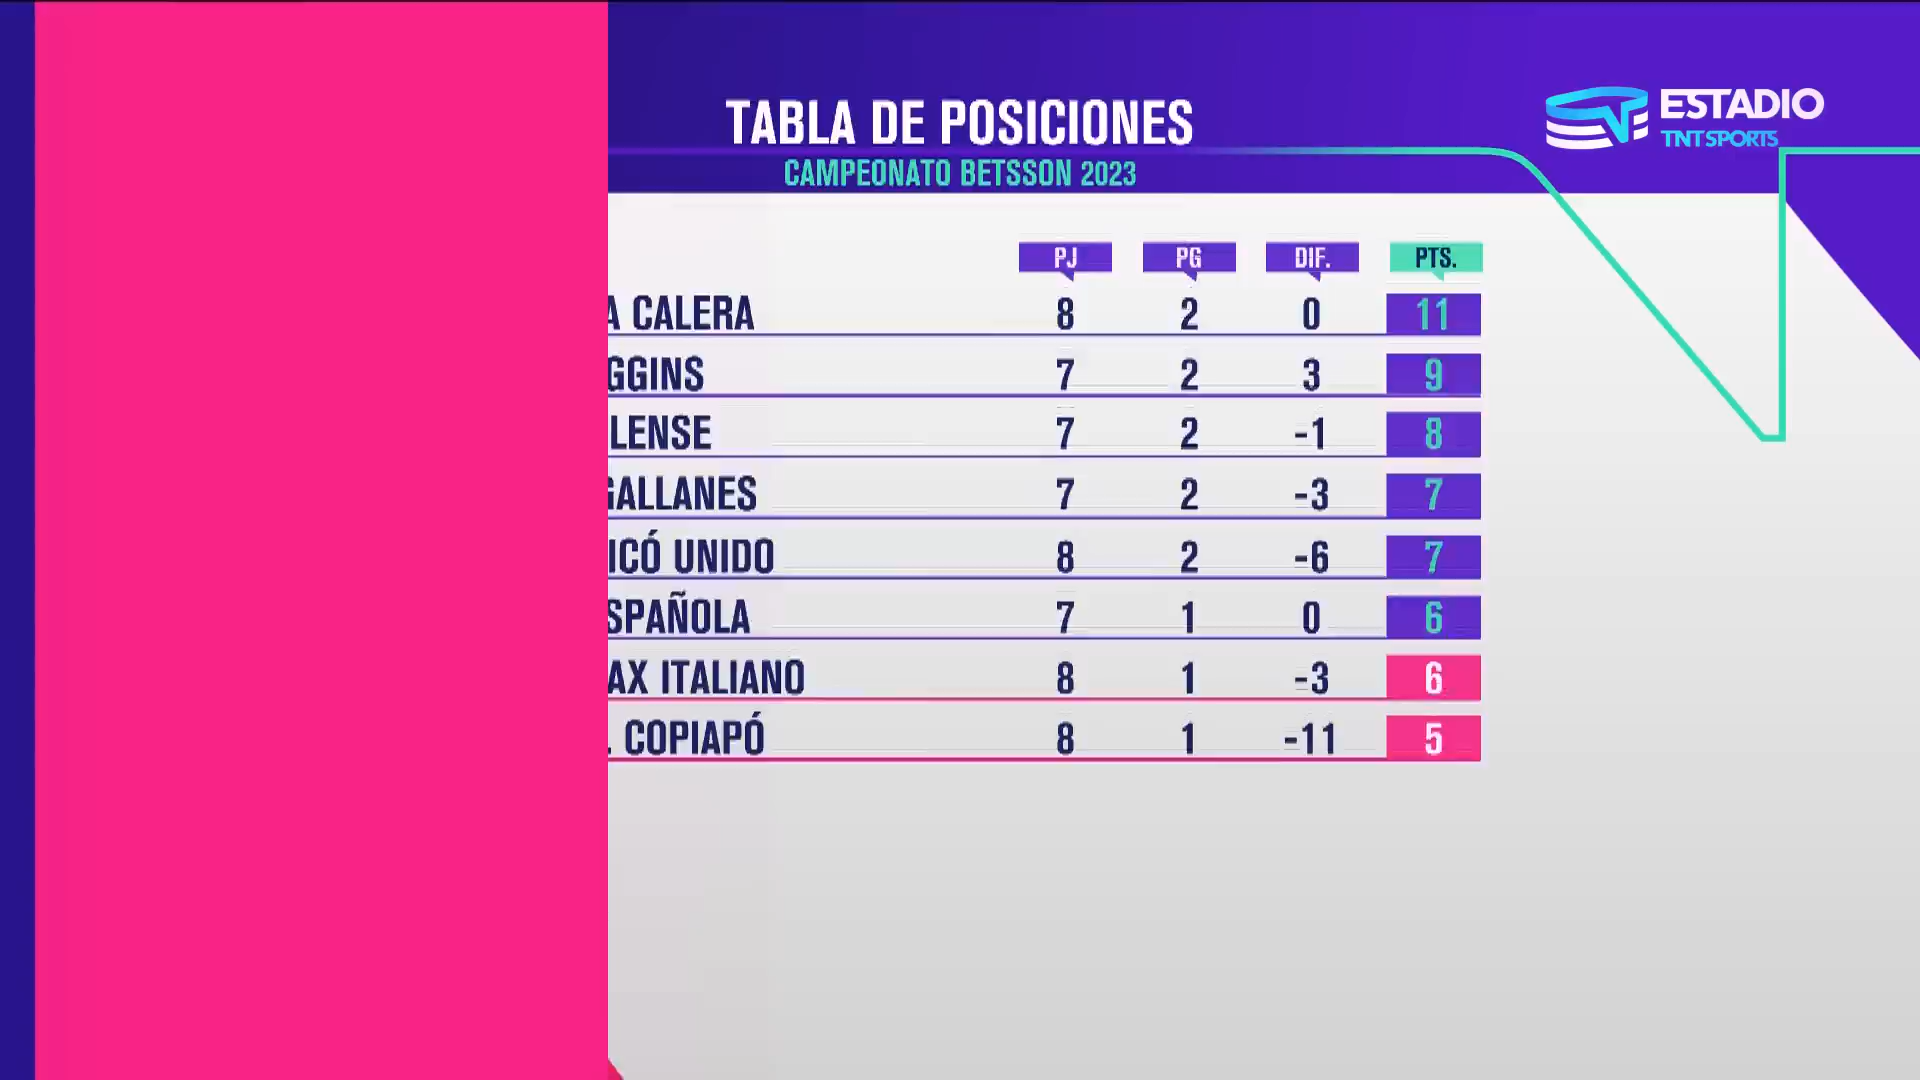 TABLA DE POSICIONES
CAMPEONATO BETSSON 2023
ESTADIO
TNT SPORTS
PJ PG DIF. PTS.
A CALERA 8 2 0 11
GGINS 7 2 3 9
LENSE 7 2 -1 8
GALLANES 7 2 -3 7
ICÓ UNIDO 8 2 -6 7
SPAÑOLA 7 1 0 6
AX ITALIANO 8 1 -3 6
. COPIAPÓ 8 1 -11 5